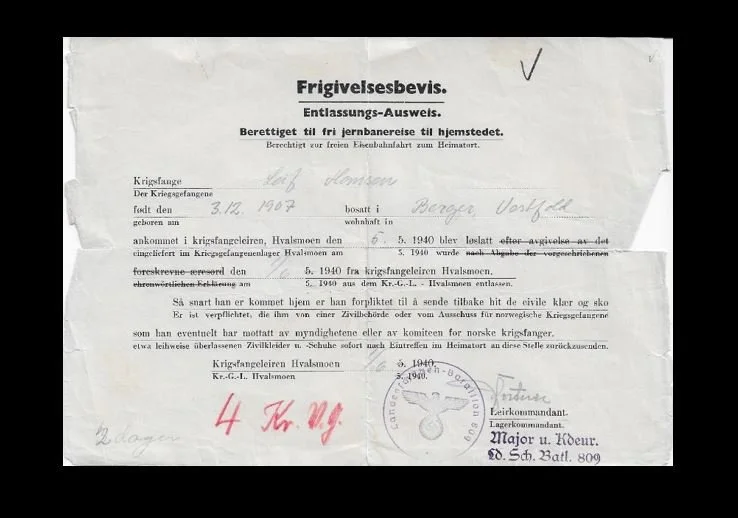 Frigivelsesbevis.
Entlassungs-Ausweis.
Berettiget til fri jernbanereise til hjemstedet.
Berechtigt zur freien Eisenbahnfahrt zum Heimatort.
Krigsfange Leif Hansen
Der Kriegsgefangene
født den 3.12. 1907 bosatt i Berger, Vestfold
geboren am wohnhaft in
ankommet i krigsfangeleiren, Hvalsmoen den 5. 5. 1940 blev løslatt efter avgivelse av det
eingeliefert im Kriegsgefangenenlager Hvalsmoen am 5. 1940 wurde nach Abgabe der vorgeschriebenen
foreskrevne æresord den 1/6 5. 1940 fra krigsfangeleiren Hvalsmoen.
ehrenwörtlichen Erklärung am 5. 1940 aus dem Kr.-G.-L. - Hvalsmoen entlassen.
Så snart han er kommet hjem er han forpliktet til å sende tilbake hit de civile klær og sko
Er ist verpflichtet, die ihm von einer Zivilbehörde oder vom Ausschuss für norwegische Kriegsgefangene
som han eventuelt har mottatt av myndighetene eller av komiteen for norske krigsfanger.
etwa leihweise überlassenen Zivilkleider u. -Schuhe sofort nach Eintreffen im Heimatort an diese Stelle zurückzusenden.
Krigsfangeleiren Hvalsmoen 1/6 5. 1940.
Kr.-G.-L. Hvalsmoen 5. 1940.
Landesschützen-Bataillon 809
Leirkommandant.
Lagerkommandant.
Major u. Kdeur.
Ld. Sch. Batl. 809
4 Kr. V.g.
2 dager